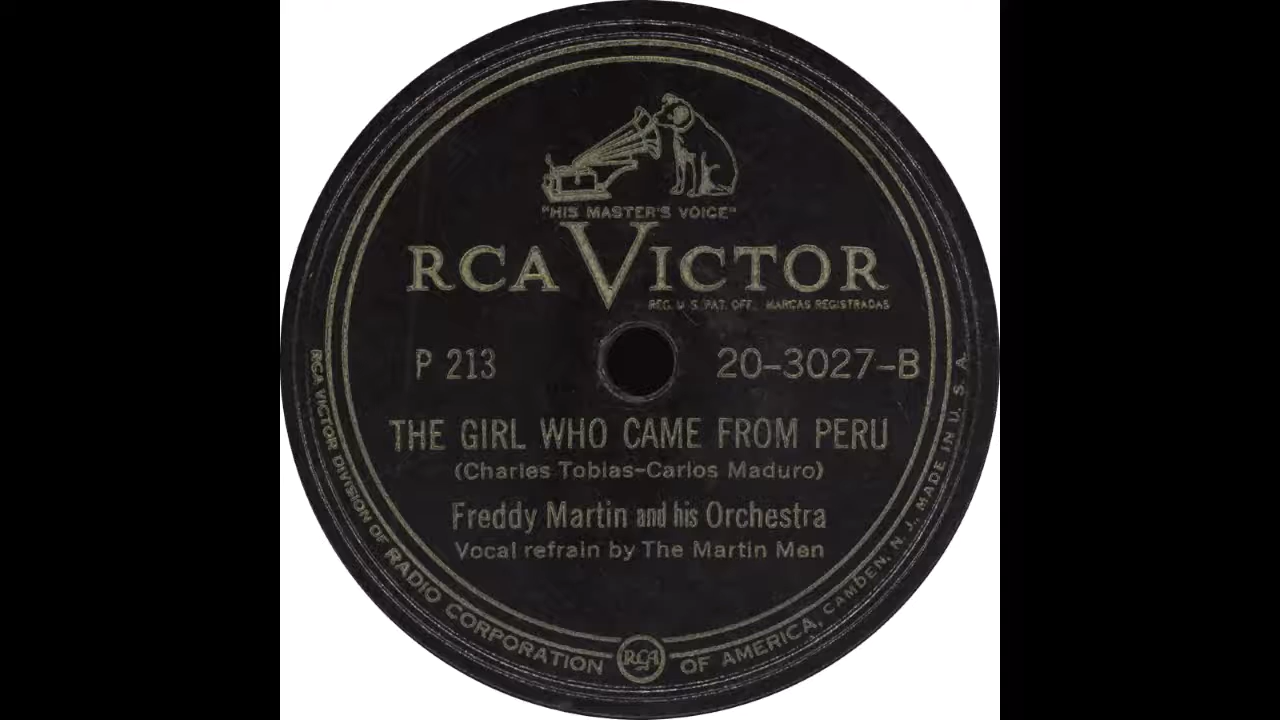 "HIS MASTER'S VOICE"
RCA VICTOR
REG. U. S. PAT. OFF. MARCAS REGISTRADAS
P 213
20-3027-B
THE GIRL WHO CAME FROM PERU
(Charles Tobias-Carlos Maduro)
Freddy Martin and his Orchestra
Vocal refrain by The Martin Men
RCA VICTOR DIVISION OF RADIO CORPORATION OF AMERICA, CAMDEN, N. J., MADE IN U. S. A.
RCA